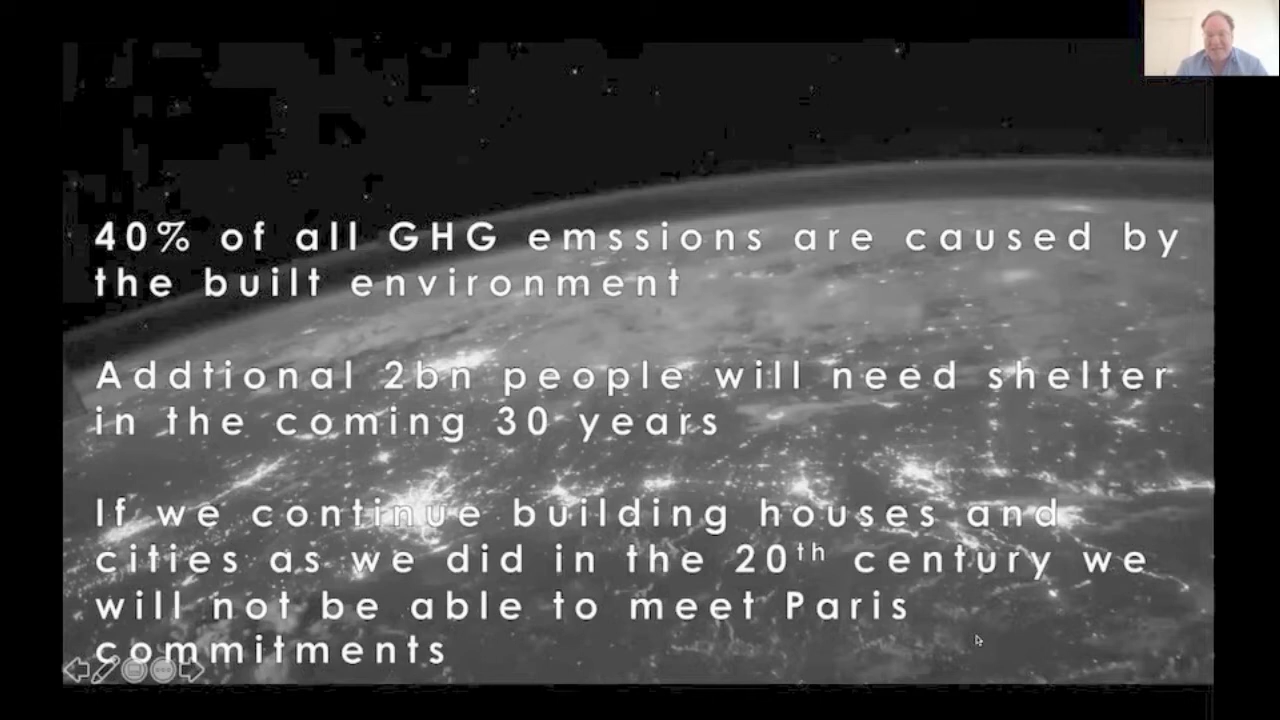 40% of all GHG emssions are caused by
the built environment
Addtional 2bn people will need shelter
in the coming 30 years
If we continue building houses and
cities as we did in the 20th century we
will not be able to meet Paris
commitments